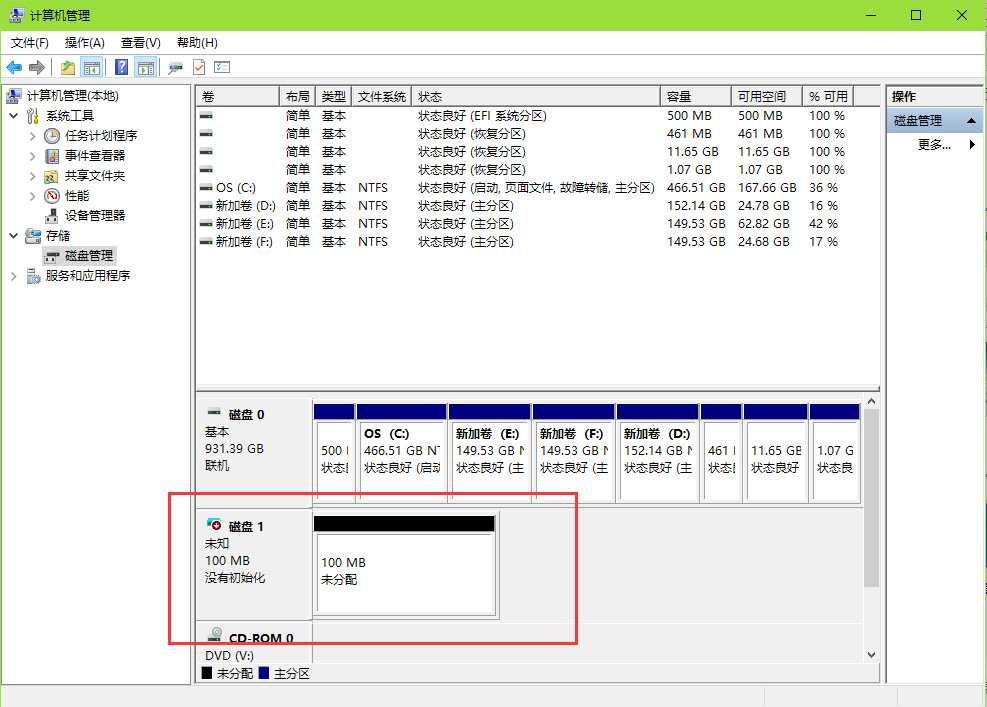 计算机管理
文件(F) 操作(A) 查看(V) 帮助(H)
计算机管理(本地)
系统工具
任务计划程序
事件查看器
共享文件夹
性能
设备管理器
存储
磁盘管理
服务和应用程序
卷 布局 类型 文件系统 状态 容量 可用空间 % 可用
简单 基本 状态良好 (EFI 系统分区) 500 MB 500 MB 100 %
简单 基本 状态良好 (恢复分区) 461 MB 461 MB 100 %
简单 基本 状态良好 (恢复分区) 11.65 GB 11.65 GB 100 %
简单 基本 状态良好 (恢复分区) 1.07 GB 1.07 GB 100 %
OS (C:) 简单 基本 NTFS 状态良好 (启动, 页面文件, 故障转储, 主分区) 466.51 GB 167.66 GB 36 %
新加卷 (D:) 简单 基本 NTFS 状态良好 (主分区) 152.14 GB 24.78 GB 16 %
新加卷 (E:) 简单 基本 NTFS 状态良好 (主分区) 149.53 GB 62.82 GB 42 %
新加卷 (F:) 简单 基本 NTFS 状态良好 (主分区) 149.53 GB 24.68 GB 17 %
操作
磁盘管理
更多...
磁盘 0
基本
931.39 GB
联机
500
状态
OS (C:)
466.51 GB
状态良好 (启动
新加卷 (E:)
149.53 GB
状态良好 (主
新加卷 (F:)
149.53 GB
状态良好 (主
新加卷 (D:)
152.14 GB
状态良好 (主
461
状态
11.65 GB
状态良好
1.07 G
状态良
磁盘 1
未知
100 MB
没有初始化
100 MB
未分配
CD-ROM 0
DVD (V:)
未分配 主分区